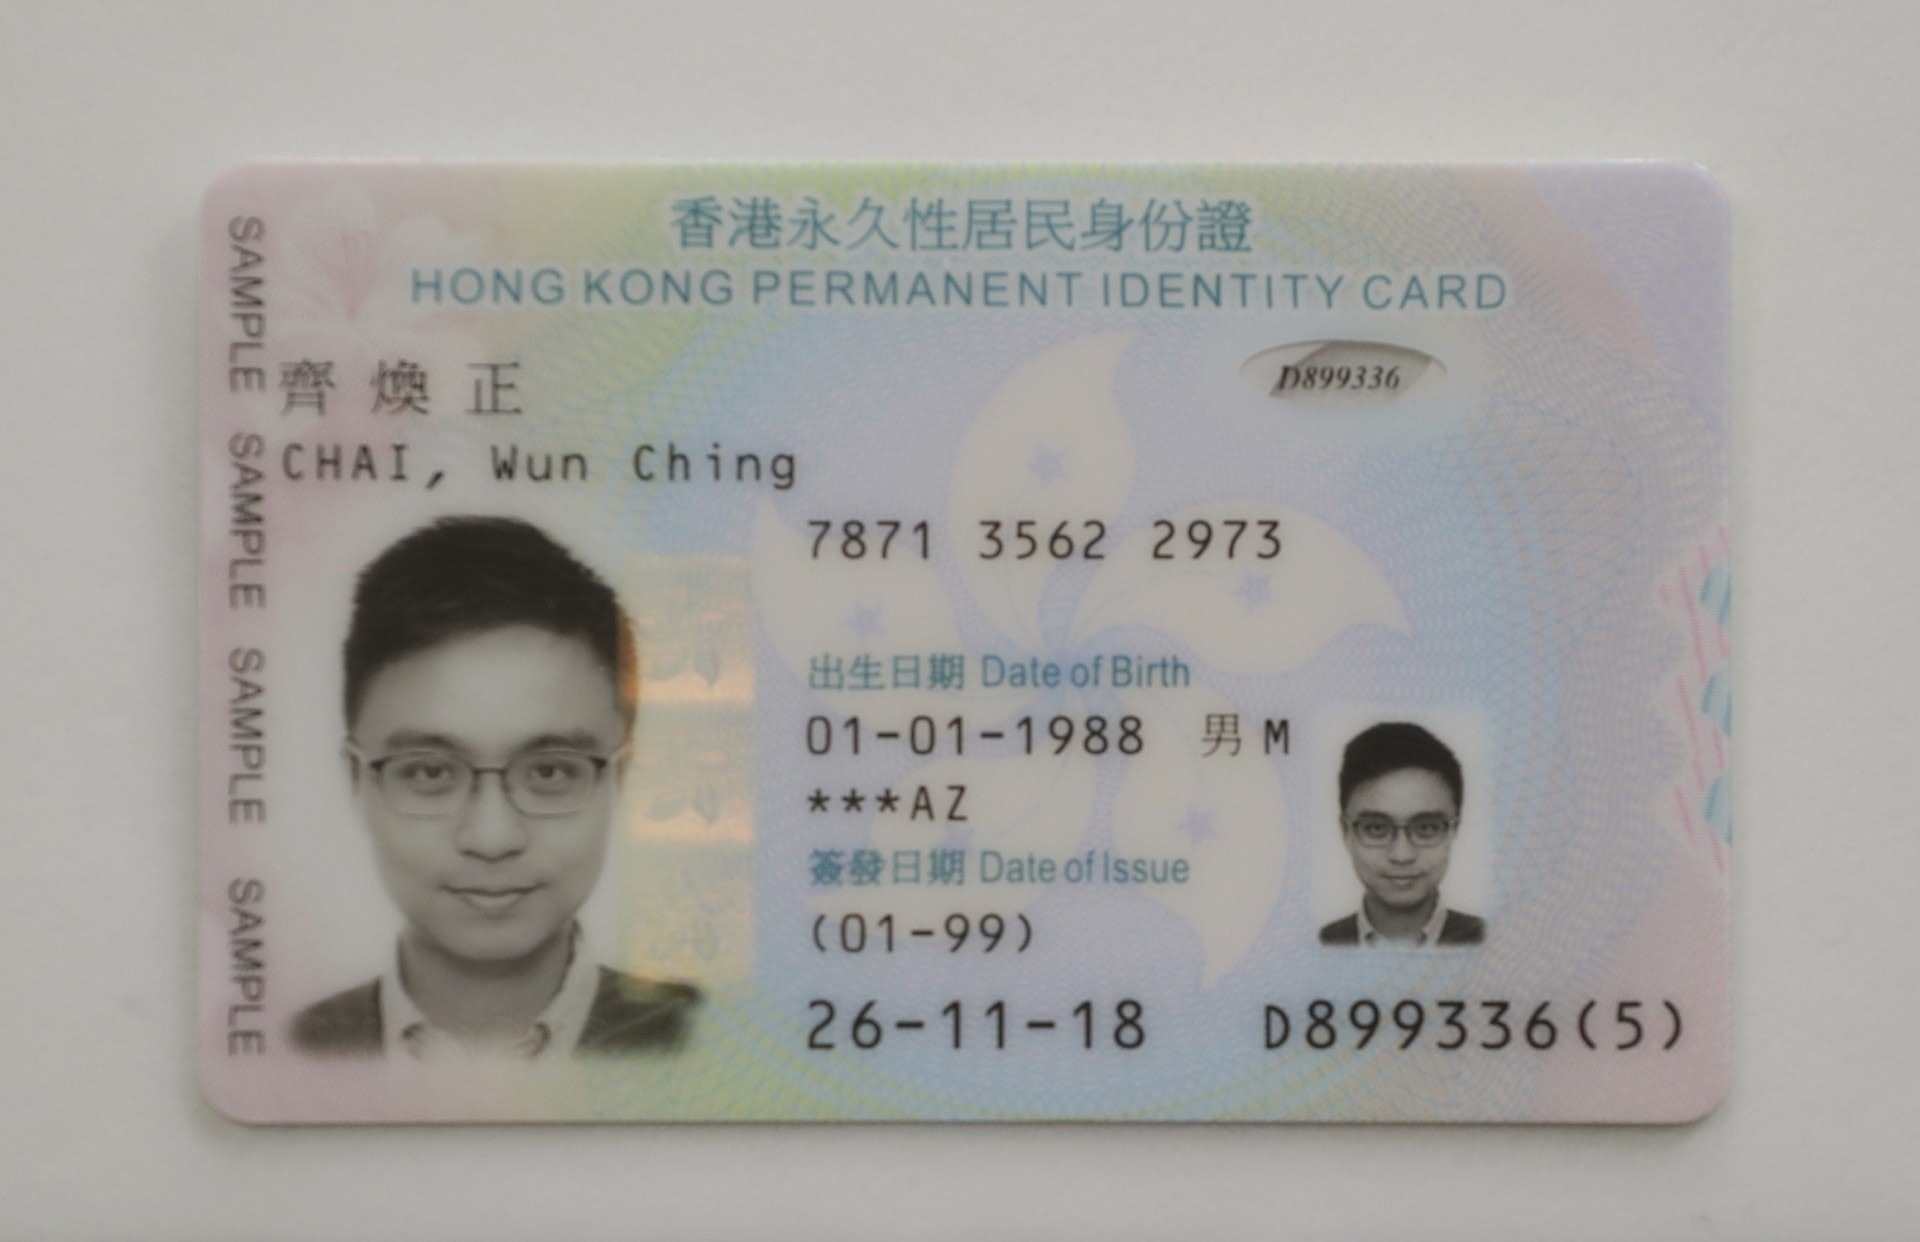 香港永久性居民身份證
HONG KONG PERMANENT IDENTITY CARD
D899336
齊 煥 正
CHAI, Wun Ching
7871 3562 2973
出生日期 Date of Birth
01-01-1988 男 M
***AZ
簽發日期 Date of Issue
(01-99)
26-11-18 D899336(5)
SAMPLE SAMPLE SAMPLE SAMPLE